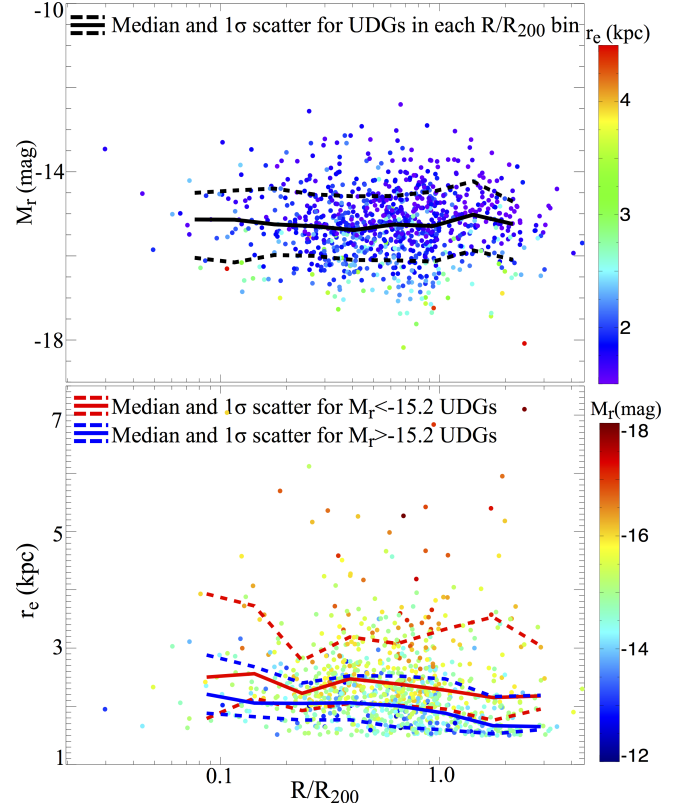 -10
Median and 1σ scatter for UDGs in each R/R200 bin
re (kpc)
4
3
2
-14
-18
Mr (mag)
7
5
3
1
re (kpc)
Median and 1σ scatter for Mr<-15.2 UDGs
Median and 1σ scatter for Mr>-15.2 UDGs
Mr(mag)
-18
-16
-14
-12
0.1
1.0
R/R200